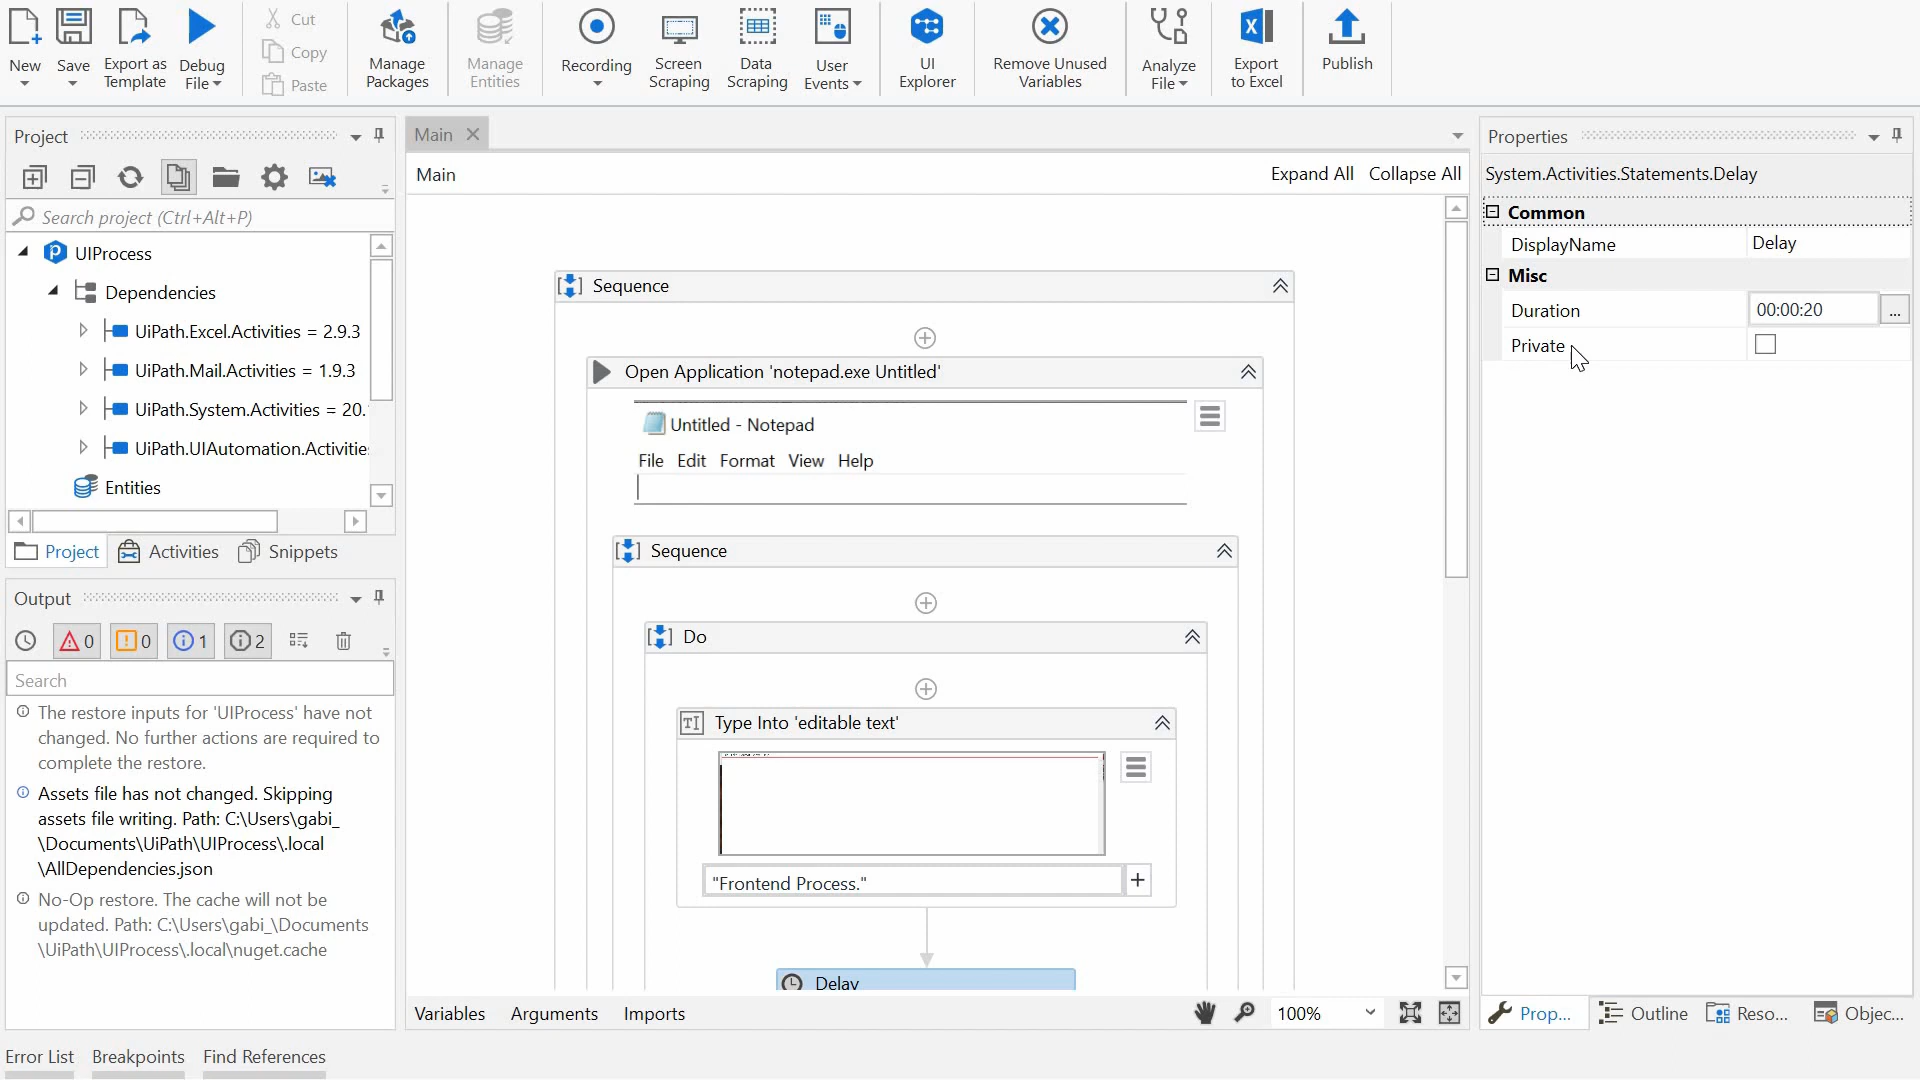 New
Save
Export as
Template
Debug
File
Cut
Copy
Paste
Manage
Packages
Manage
Entities
Recording
Screen
Scraping
Data
Scraping
User
Events
UI
Explorer
Remove Unused
Variables
Analyze
File
Export
to Excel
Publish
Project
Search project (Ctrl+Alt+P)
UIProcess
Dependencies
UiPath.Excel.Activities = 2.9.3
UiPath.Mail.Activities = 1.9.3
UiPath.System.Activities = 20.
UiPath.UIAutomation.Activitie
Entities
Project
Activities
Snippets
Output
0
0
1
2
Search
The restore inputs for 'UIProcess' have not
changed. No further actions are required to
complete the restore.
Assets file has not changed. Skipping
assets file writing. Path: C:\Users\gabi_
\Documents\UiPath\UIProcess\.local
\AllDependencies.json
No-Op restore. The cache will not be
updated. Path: C:\Users\gabi_\Documents
\UiPath\UIProcess\.local\nuget.cache
Main
Main
Expand All
Collapse All
Sequence
Open Application 'notepad.exe Untitled'
Untitled - Notepad
File Edit Format View Help
Sequence
Do
Type Into 'editable text'
"Frontend Process."
Delay
Variables
Arguments
Imports
100%
Properties
System.Activities.Statements.Delay
Common
DisplayName
Delay
Misc
Duration
00:00:20
...
Private
Prop...
Outline
Reso...
Objec...
Error List
Breakpoints
Find References